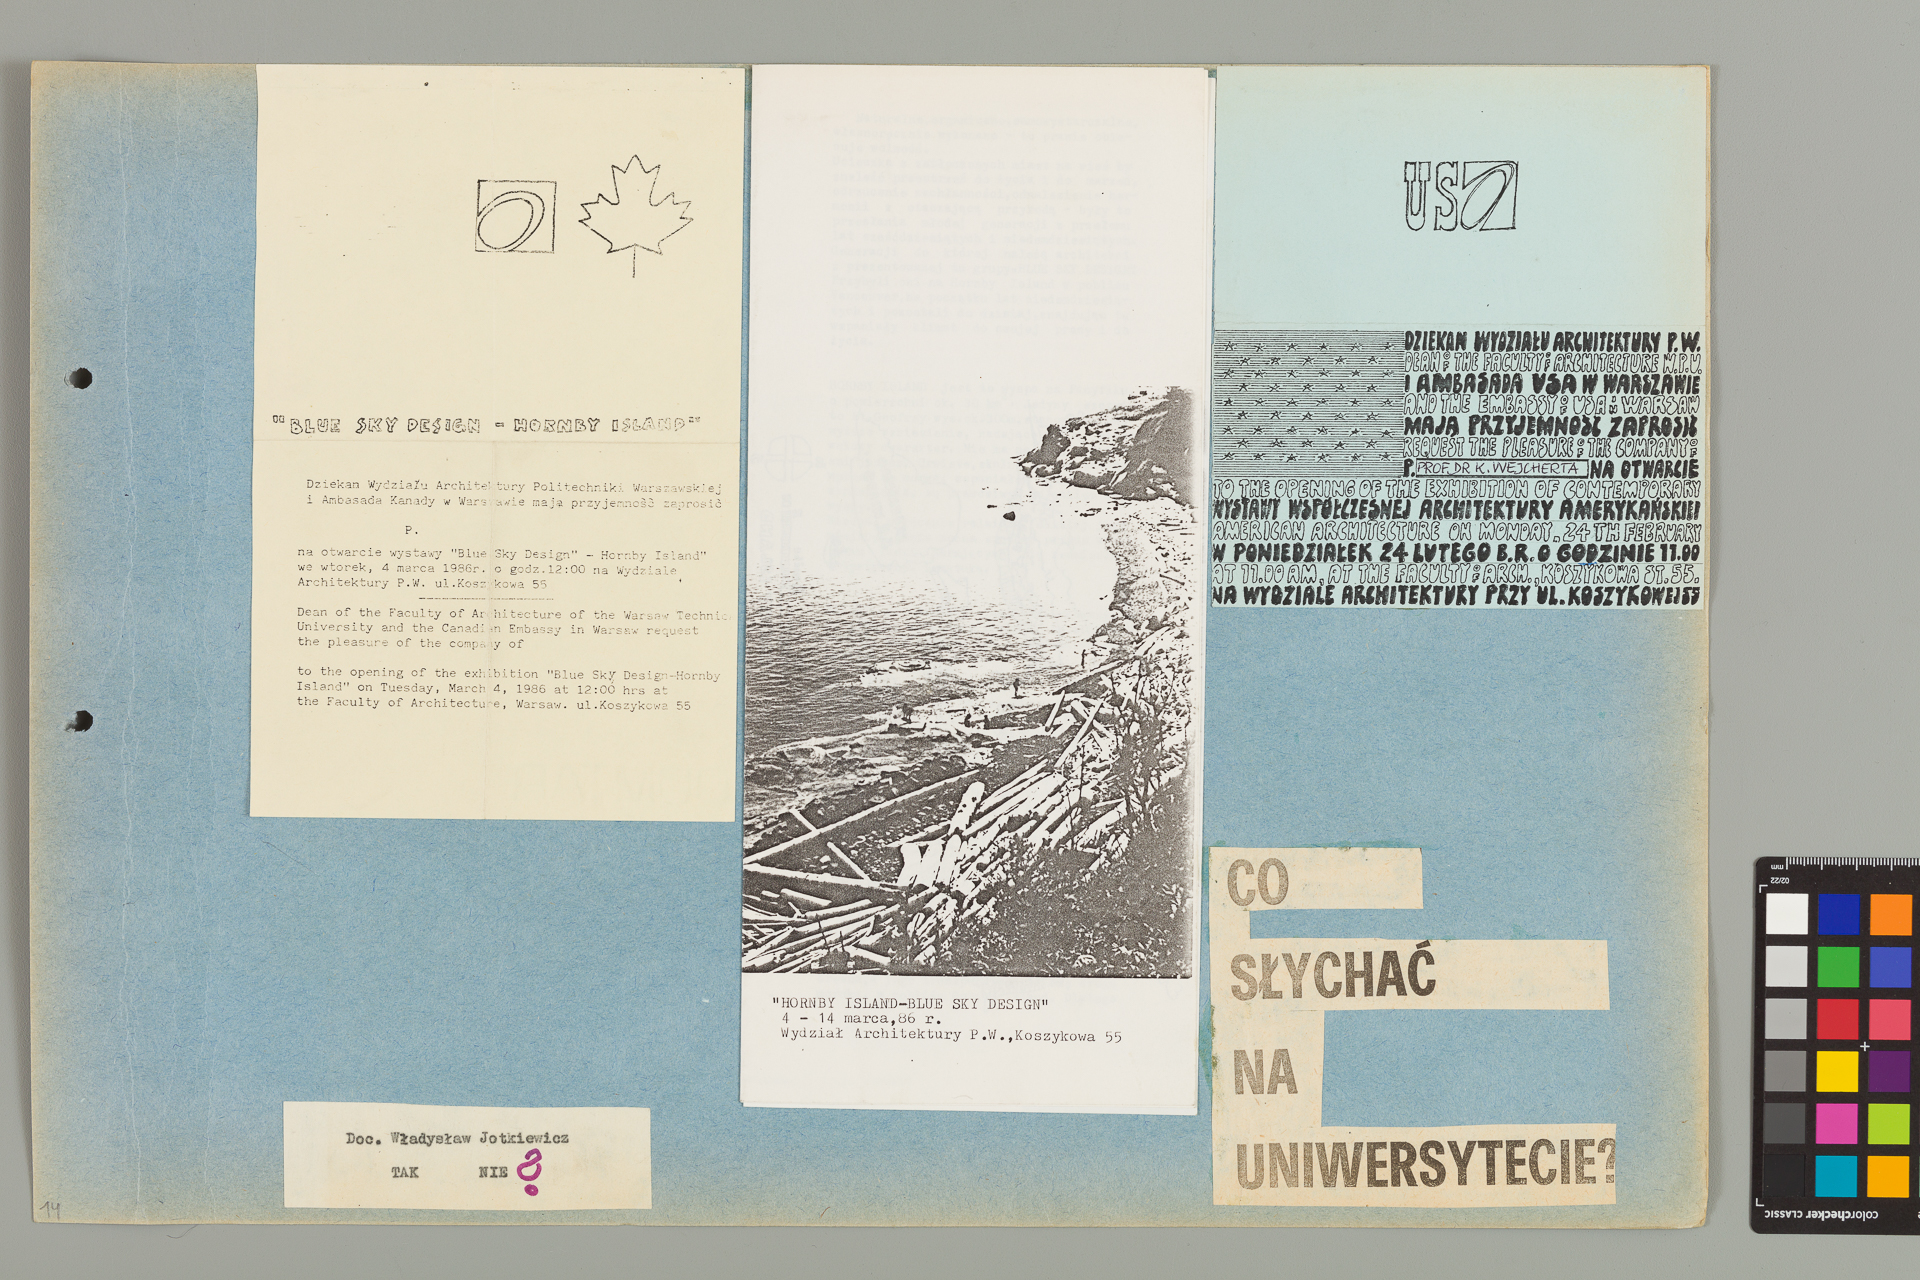 "BLUE SKY DESIGN - HORNBY ISLAND"
Dziekan Wydziału Architektury Politechniki Warszawskiej
i Ambasada Kanady w Warszawie mają przyjemność zaprosić
P.
na otwarcie wystawy "Blue Sky Design" - Hornby Island"
we wtorek, 4 marca 1986r. o godz.12:00 na Wydziale
Architektury P.W. ul.Koszykowa 55
Dean of the Faculty of Architecture of the Warsaw Technic
University and the Canadian Embassy in Warsaw request
the pleasure of the company of
to the opening of the exhibition "Blue Sky Design-Hornby
Island" on Tuesday, March 4, 1986 at 12:00 hrs at
the Faculty of Architecture, Warsaw. ul.Koszykowa 55
Doc. Władysław Jotkiewicz
TAK NIE ?
14
"HORNBY ISLAND-BLUE SKY DESIGN"
4 - 14 marca,86 r.
Wydział Architektury P.W.,Koszykowa 55
USA
DZIEKAN WYDZIAŁU ARCHITEKTURY P.W.
DEAN OF THE FACULTY OF ARCHITECTURE W.P.U.
I AMBASADA USA W WARSZAWIE
AND THE EMBASSY OF USA IN WARSAW
MAJĄ PRZYJEMNOŚĆ ZAPROSIĆ
REQUEST THE PLEASURE OF THE COMPANY OF
P. PROF. DR K. WEJCHERTA NA OTWARCIE
TO THE OPENING OF THE EXHIBITION OF CONTEMPORARY
WYSTAWY WSPÓŁCZESNEJ ARCHITEKTURY AMERYKAŃSKIEJ
AMERICAN ARCHITECTURE ON MONDAY, 24TH FEBRUARY
W PONIEDZIAŁEK 24 LUTEGO B.R. O GODZINIE 11.00
AT 11.00 AM, AT THE FACULTY OF ARCH., KOSZYKOWA ST. 55.
NA WYDZIALE ARCHITEKTURY PRZY UL. KOSZYKOWEJ 55
CO
SŁYCHAĆ
NA
UNIWERSYTECIE?
mm
02/22
colorchecker CLASSIC